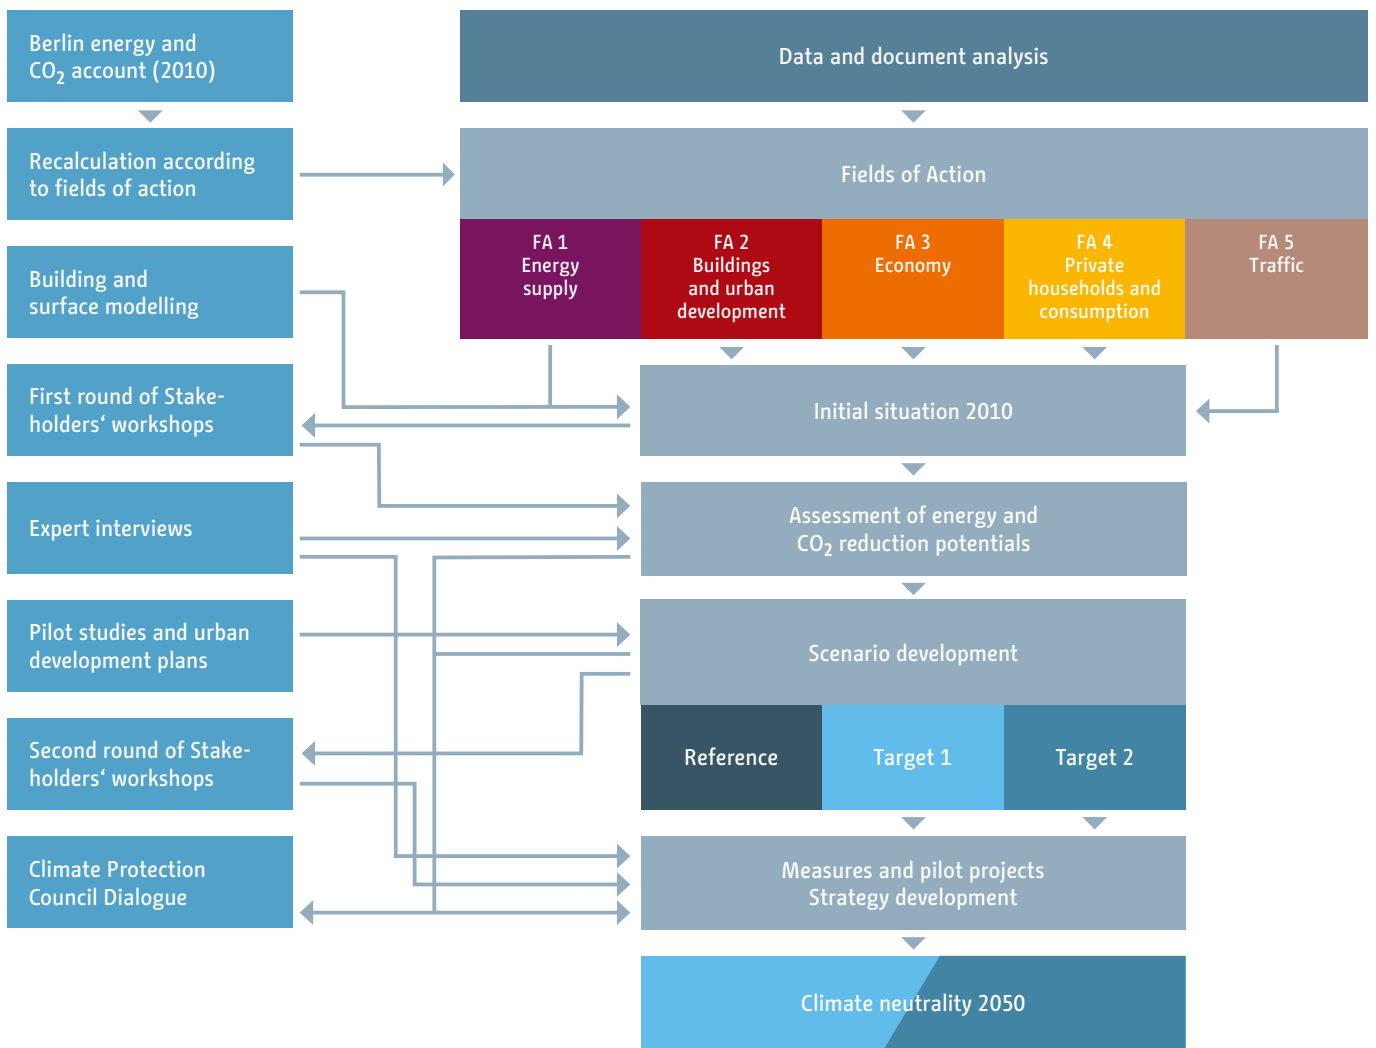 Berlin energy and
CO₂ account (2010)
Data and document analysis
Recalculation according
to fields of action
Fields of Action
FA 1
Energy
supply
FA 2
Buildings
and urban
development
FA 3
Economy
FA 4
Private
households and
consumption
FA 5
Traffic
Building and
surface modelling
First round of Stake-
holders‘ workshops
Initial situation 2010
Expert interviews
Assessment of energy and
CO₂ reduction potentials
Pilot studies and urban
development plans
Scenario development
Second round of Stake-
holders‘ workshops
Reference
Target 1
Target 2
Climate Protection
Council Dialogue
Measures and pilot projects
Strategy development
Climate neutrality 2050